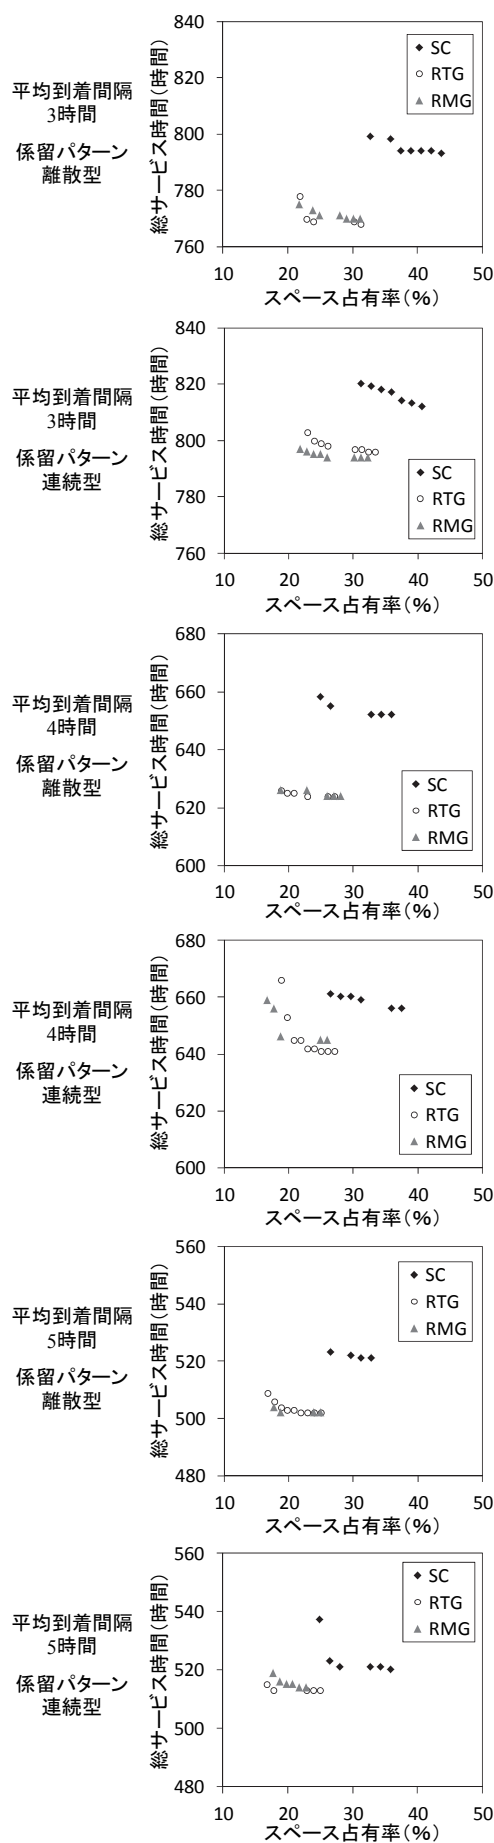 平均到着間隔
3時間
係留パターン
離散型
総サービス時間(時間)
840
820
800
780
760
10 20 30 40 50
スペース占有率(%)
SC
RTG
RMG
平均到着間隔
3時間
係留パターン
連続型
総サービス時間(時間)
840
820
800
780
760
10 20 30 40 50
スペース占有率(%)
SC
RTG
RMG
平均到着間隔
4時間
係留パターン
離散型
総サービス時間(時間)
680
660
640
620
600
10 20 30 40 50
スペース占有率(%)
SC
RTG
RMG
平均到着間隔
4時間
係留パターン
連続型
総サービス時間(時間)
680
660
640
620
600
10 20 30 40 50
スペース占有率(%)
SC
RTG
RMG
平均到着間隔
5時間
係留パターン
離散型
総サービス時間(時間)
560
540
520
500
480
10 20 30 40 50
スペース占有率(%)
SC
RTG
RMG
平均到着間隔
5時間
係留パターン
連続型
総サービス時間(時間)
560
540
520
500
480
10 20 30 40 50
スペース占有率(%)
SC
RTG
RMG